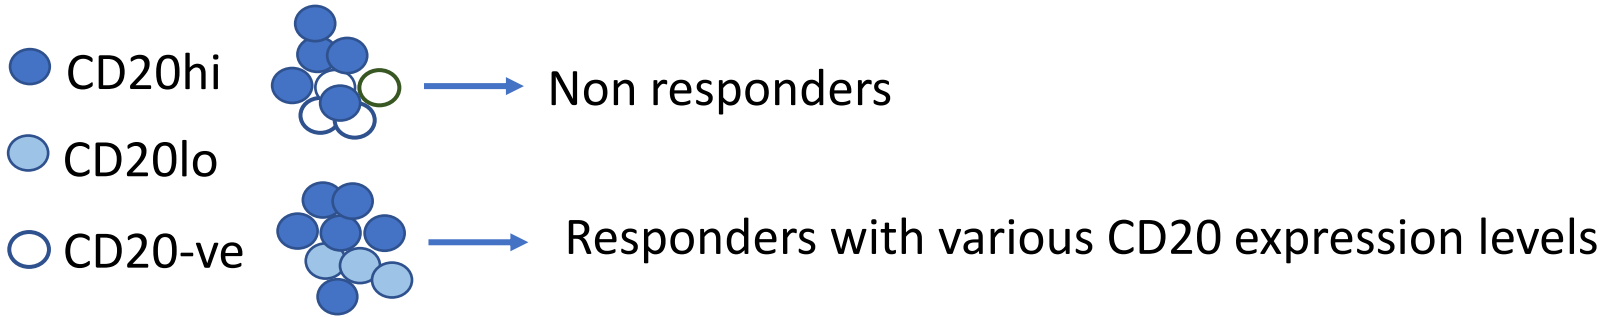 CD20hi
CD20lo
CD20-ve
Non responders
Responders with various CD20 expression levels